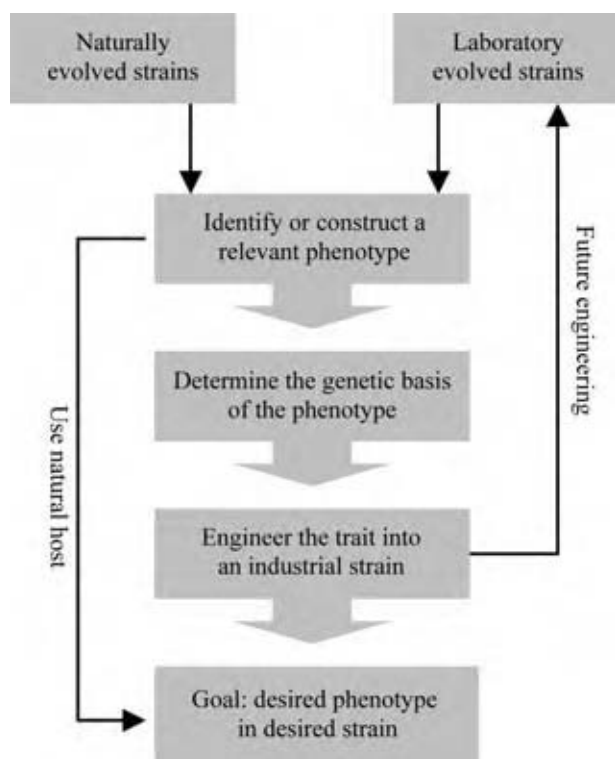 Naturally
evolved strains
Laboratory
evolved strains
Identify or construct a
relevant phenotype
Determine the genetic basis
of the phenotype
Engineer the trait into
an industrial strain
Goal: desired phenotype
in desired strain
Use natural host
Future engineering